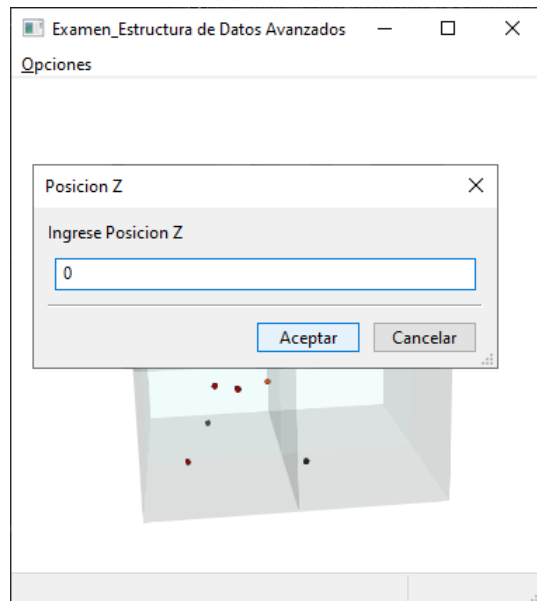 Examen_Estructura de Datos Avanzados
Opciones
Posicion Z
Ingrese Posicion Z
0
Aceptar Cancelar